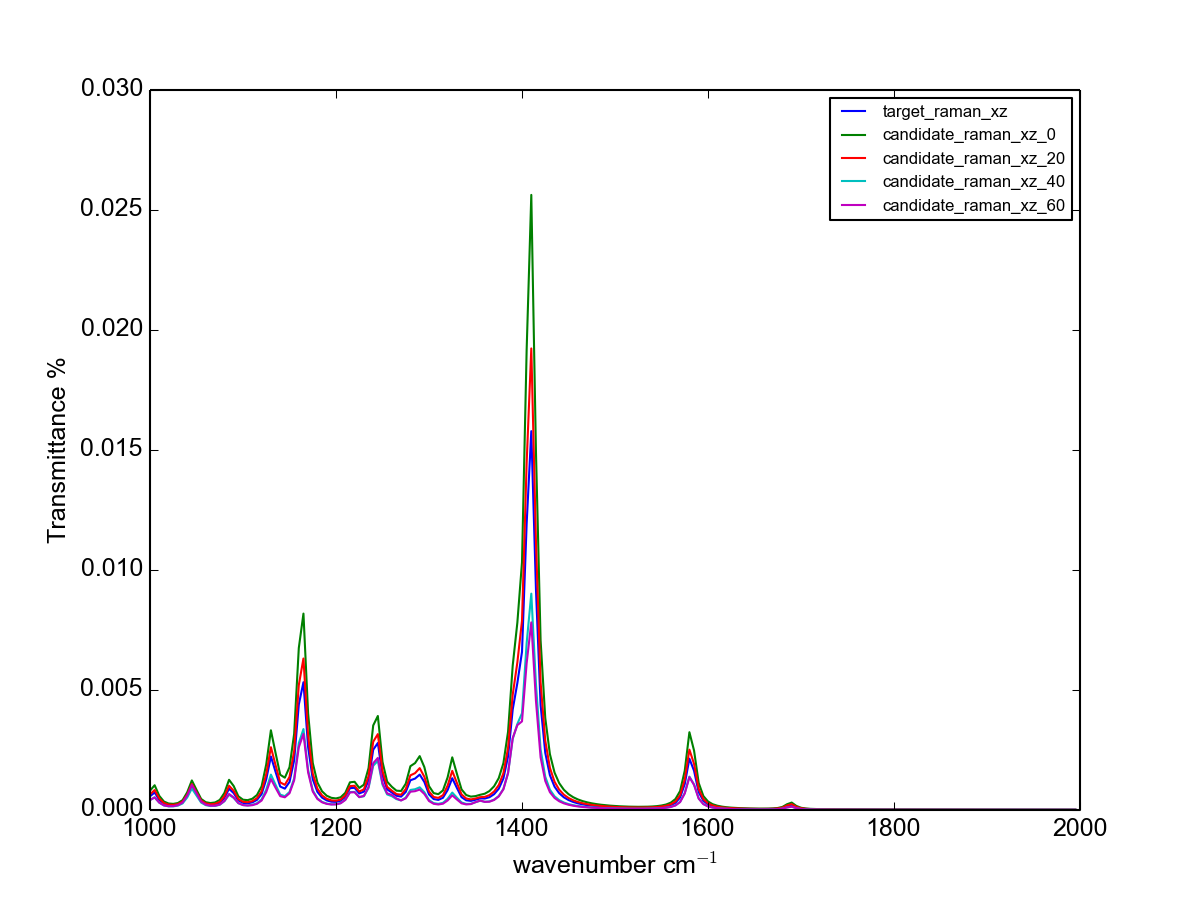 0.030
0.025
0.020
0.015
0.010
0.005
0.000
Transmittance %
1000
1200
1400
1600
1800
2000
wavenumber cm⁻¹
target_raman_xz
candidate_raman_xz_0
candidate_raman_xz_20
candidate_raman_xz_40
candidate_raman_xz_60